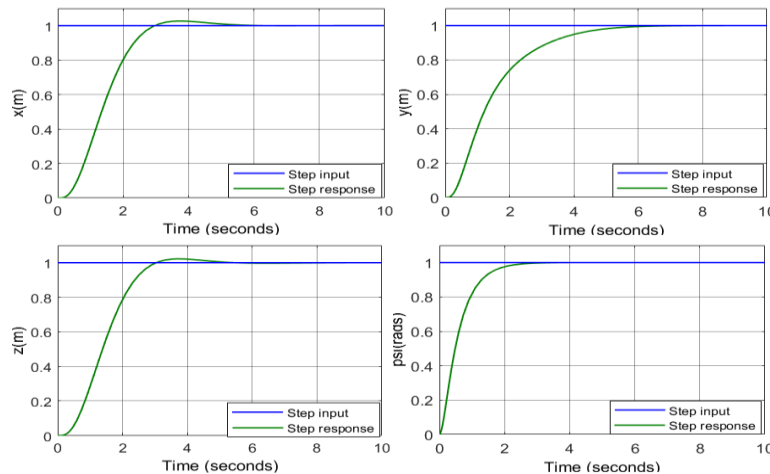 x(m)
1
0.8
0.6
0.4
0.2
0
0 2 4 6 8 10
Time (seconds)
Step input
Step response
y(m)
1
0.8
0.6
0.4
0.2
0
0 2 4 6 8 10
Time (seconds)
Step input
Step response
z(m)
1
0.8
0.6
0.4
0.2
0
0 2 4 6 8 10
Time (seconds)
Step input
Step response
psi(rads)
1
0.8
0.6
0.4
0.2
0
0 2 4 6 8 10
Time (seconds)
Step input
Step response